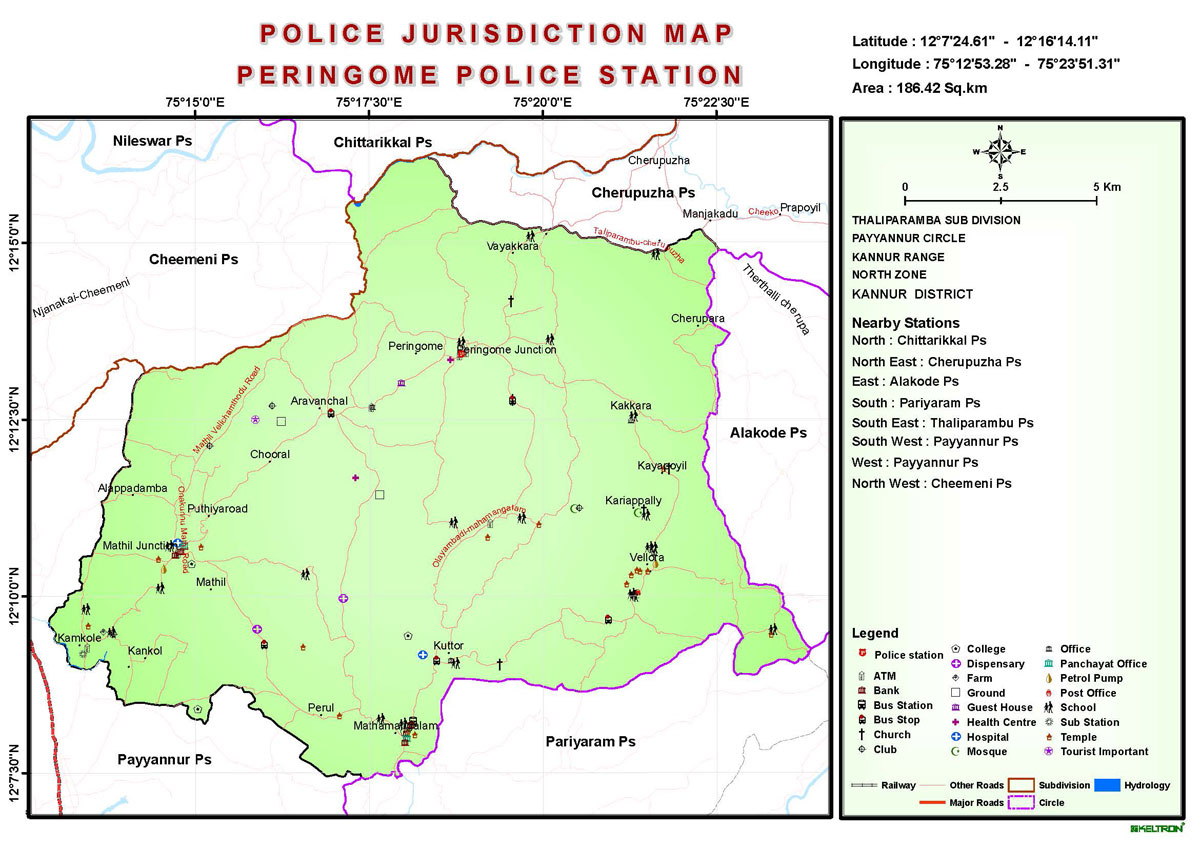 POLICE JURISDICTION MAP
PERINGOME POLICE STATION
Latitude : 12°7'24.61" - 12°16'14.11"
Longitude : 75°12'53.28" - 75°23'51.31"
Area : 186.42 Sq.km
75°15'0"E
75°17'30"E
75°20'0"E
75°22'30"E
Nileswar Ps
Chittarikkal Ps
Cherupuzha
Cherupuzha Ps
Manjakadu
Cheeko
Prapoyil
Taliparambu-cherupuzha
Vayakkara
12°15'0"N
Cheemeni Ps
Njanakai-Cheemeni
Therthalli cherupa
Cherupara
Peringome
Peringome Junction
Mathil Velichamthodu Road
Aravanchal
Kakkara
12°12'30"N
Alakode Ps
Chooral
Kayapoyil
Alappadamba
Kariappally
Puthiyaroad
Olayambadi-mahamangalam
Mathil Junction
Vellora
Mathil
12°10'0"N
Kamkole
Kankol
Kuttor
Perul
Mathamangalam
Pariyaram Ps
Payyannur Ps
12°7'30"N
N
W
E
S
0
2.5
5 Km
THALIPARAMBA SUB DIVISION
PAYYANNUR CIRCLE
KANNUR RANGE
NORTH ZONE
KANNUR DISTRICT
Nearby Stations
North : Chittarikkal Ps
North East : Cherupuzha Ps
East : Alakode Ps
South : Pariyaram Ps
South East : Thaliparambu Ps
South West : Payyannur Ps
West : Payyannur Ps
North West : Cheemeni Ps
Legend
Police station
ATM
Bank
Bus Station
Bus Stop
Church
Club
College
Dispensary
Farm
Ground
Guest House
Health Centre
Hospital
Mosque
Office
Panchayat Office
Petrol Pump
Post Office
School
Sub Station
Temple
Tourist Important
Railway
Other Roads
Subdivision
Hydrology
Major Roads
Circle
KELTRON